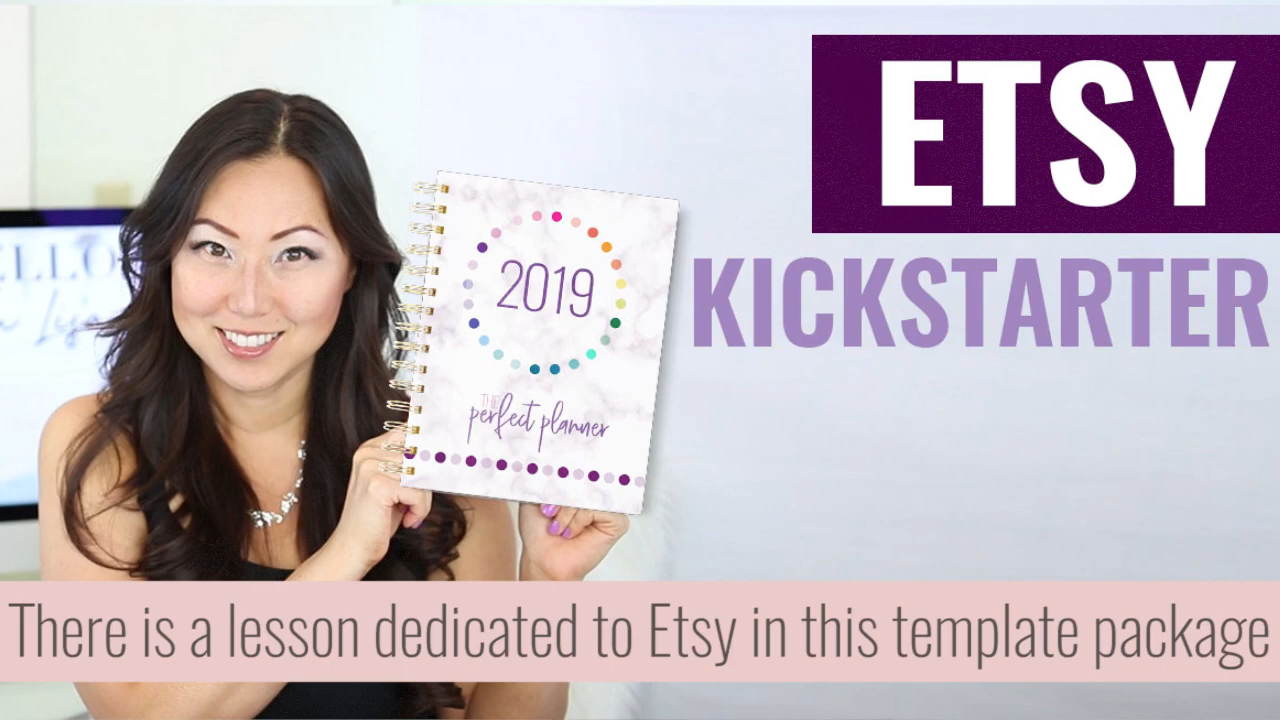 ETSY
KICKSTARTER
2019
perfect planner
There is a lesson dedicated to Etsy in this template package